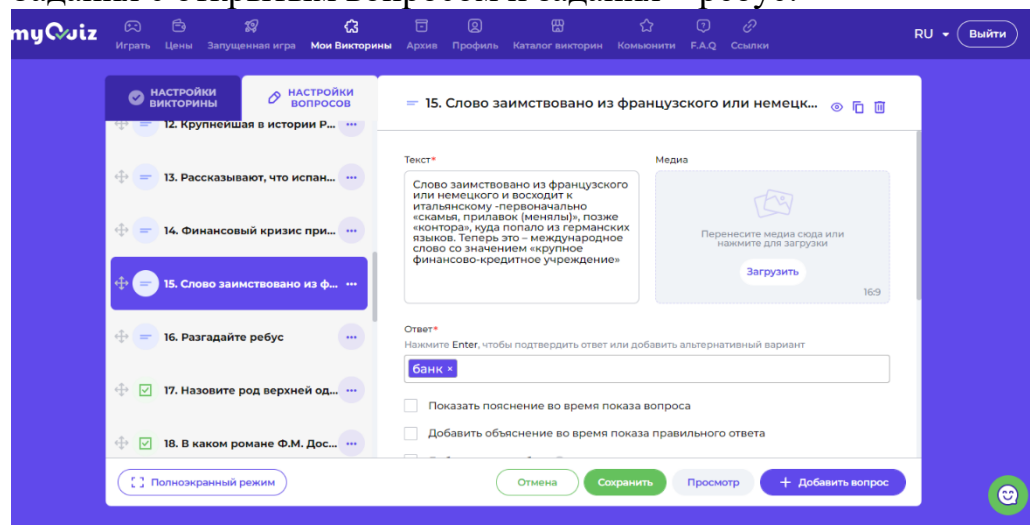 Задания с открытым вопросом и задания – ребус.
myQuiz
Играть Цены Запущенная игра Мои Викторины Архив Профиль Каталог викторин Комьюнити F.A.Q Ссылки
RU Выйти
НАСТРОЙКИ ВИКТОРИНЫ
НАСТРОЙКИ ВОПРОСОВ
12. Крупнейшая в истории Р...
13. Рассказывают, что испан...
14. Финансовый кризис при...
15. Слово заимствовано из ф...
16. Разгадайте ребус
17. Назовите род верхней од...
18. В каком романе Ф.М. Дос...
Полноэкранный режим
15. Слово заимствовано из французского или немецк...
Текст*
Слово заимствовано из французского
или немецкого и восходит к
итальянскому -первоначально
«скамья, прилавок (менялы)», позже
«контора», куда попало из германских
языков. Теперь это – международное
слово со значением «крупное
финансово-кредитное учреждение»
Медиа
Перенесите медиа сюда или
нажмите для загрузки
Загрузить
16:9
Ответ*
Нажмите Enter, чтобы подтвердить ответ или добавить альтернативный вариант
банк ×
Показать пояснение во время показа вопроса
Добавить объяснение во время показа правильного ответа
Отмена Сохранить Просмотр + Добавить вопрос